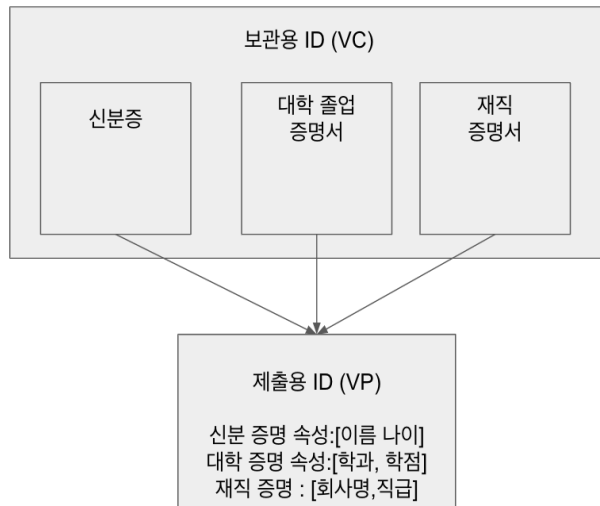 보관용 ID (VC)
신분증
대학 졸업
증명서
재직
증명서
제출용 ID (VP)
신분 증명 속성:[이름 나이]
대학 증명 속성:[학과, 학점]
재직 증명 : [회사명,직급]